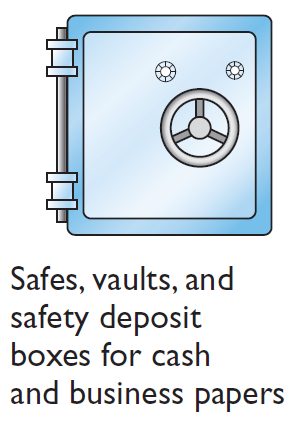 Safes, vaults, and
safety deposit
boxes for cash
and business papers